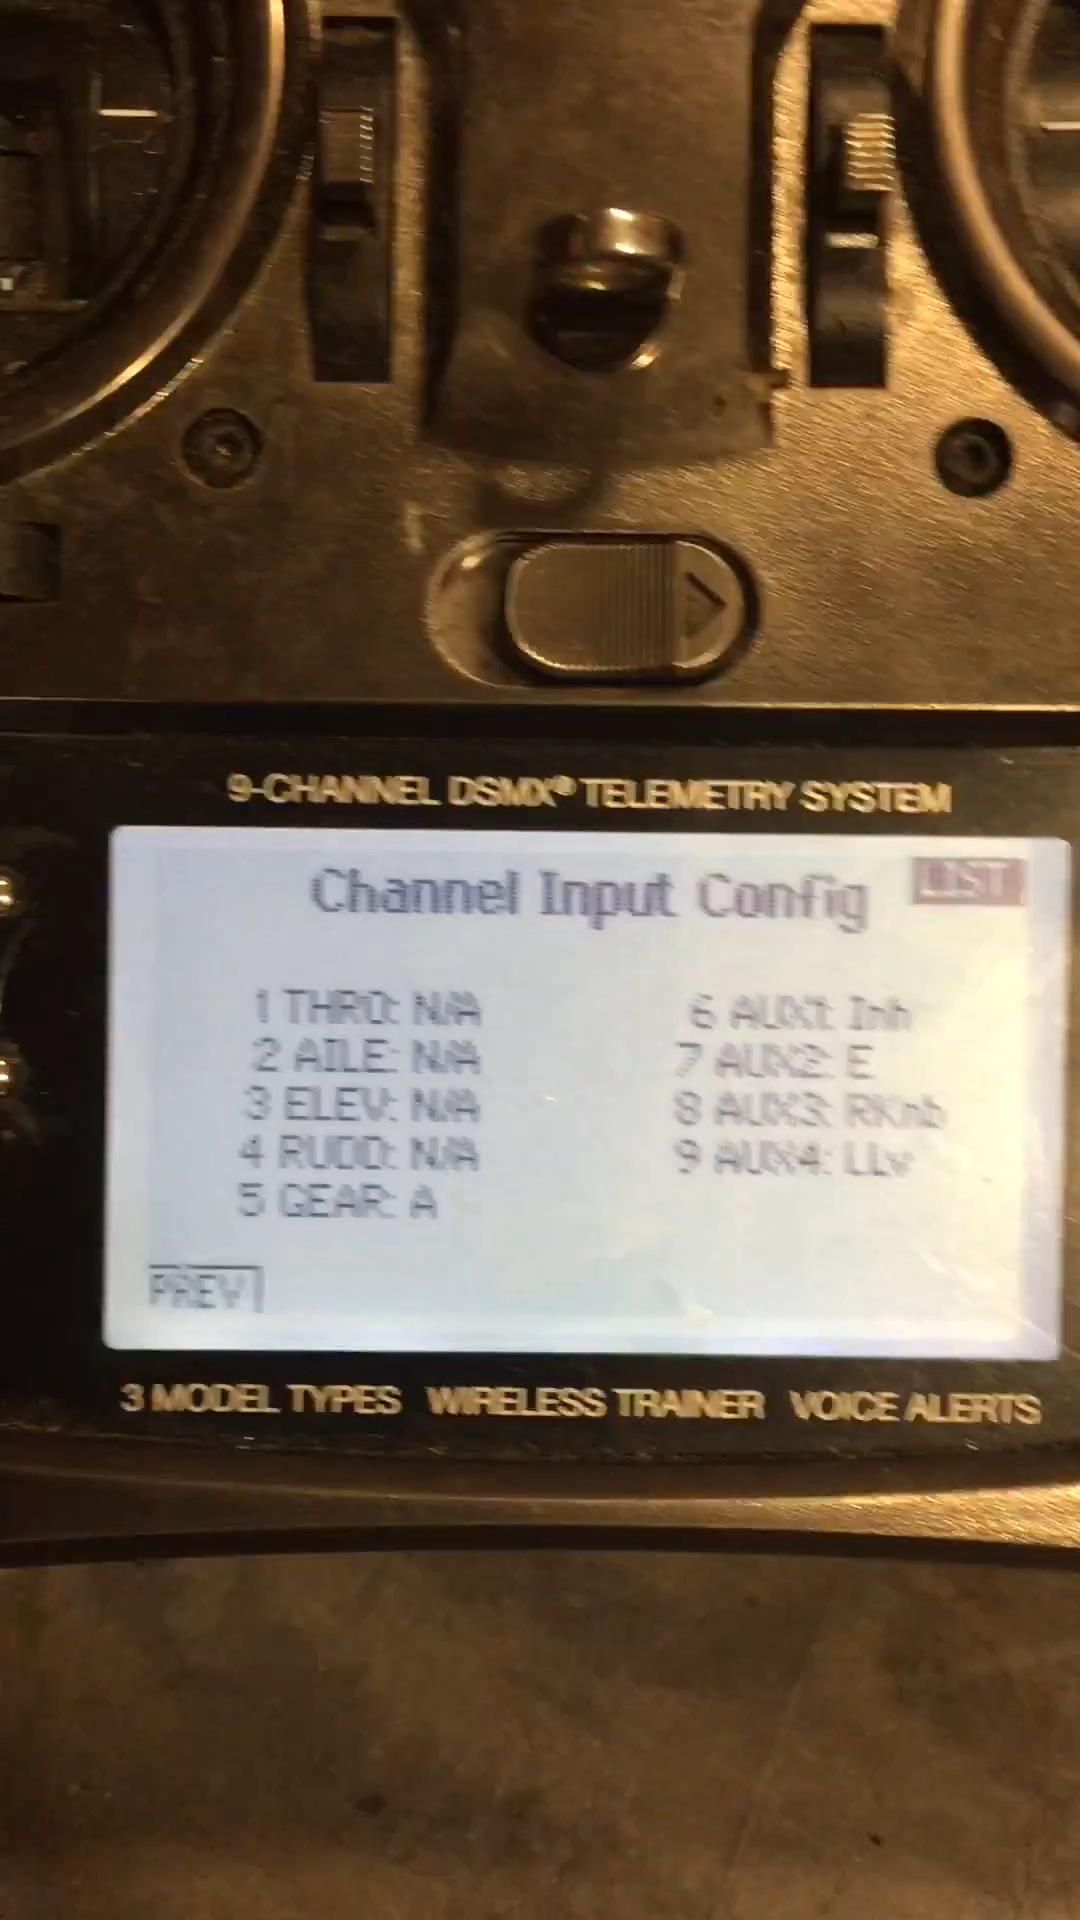 9-CHANNEL DSMX® TELEMETRY SYSTEM
Channel Input Config
LIST
1 THRO: N/A
2 AILE: N/A
3 ELEV: N/A
4 RUDD: N/A
5 GEAR: A
6 AUX1: Inh
7 AUX2: E
8 AUX3: RKnb
9 AUX4: LLv
PREV
3 MODEL TYPES WIRELESS TRAINER VOICE ALERTS